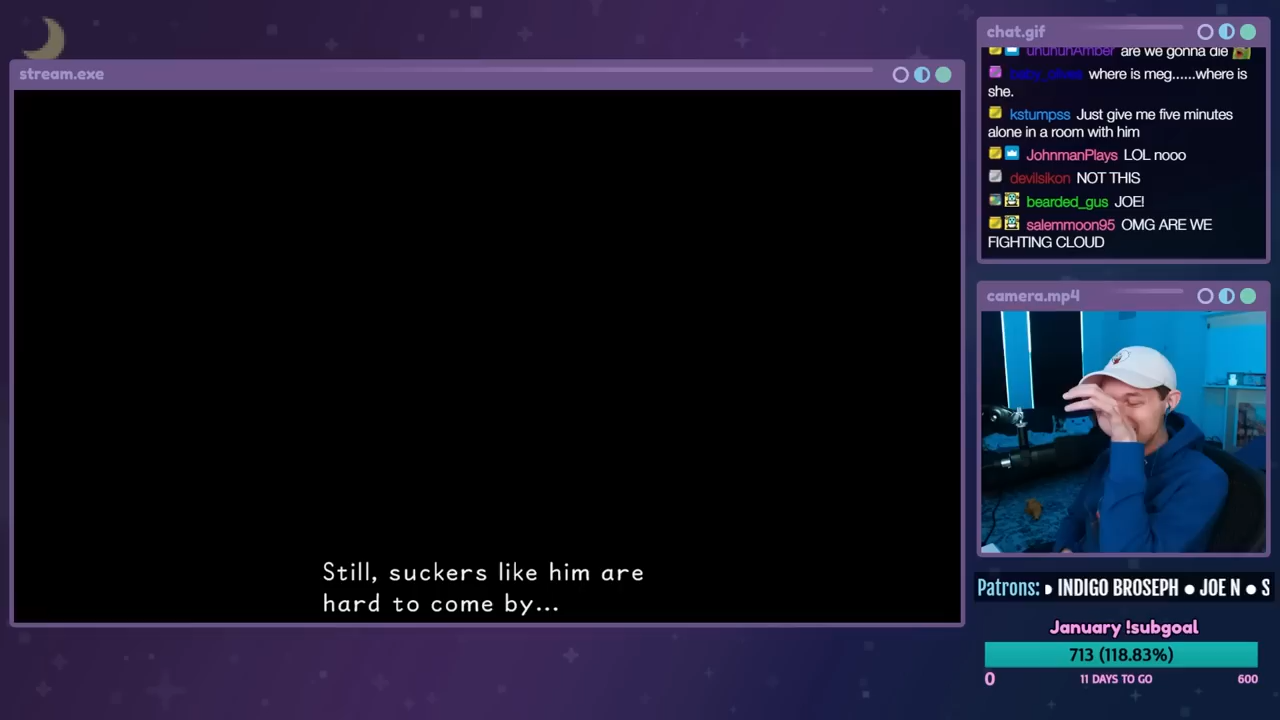 stream.exe
Still, suckers like him are
hard to come by...
chat.gif
are we gonna die
where is meg......where is
she.
kstumpss Just give me five minutes
alone in a room with him
JohnmanPlays LOL nooo
devilsikon NOT THIS
bearded_gus JOE!
salemmoon95 OMG ARE WE
FIGHTING CLOUD
camera.mp4
Patrons: INDIGO BROSEPH ● JOE N ● S
January !subgoal
713 (118.83%)
0 11 DAYS TO GO 600